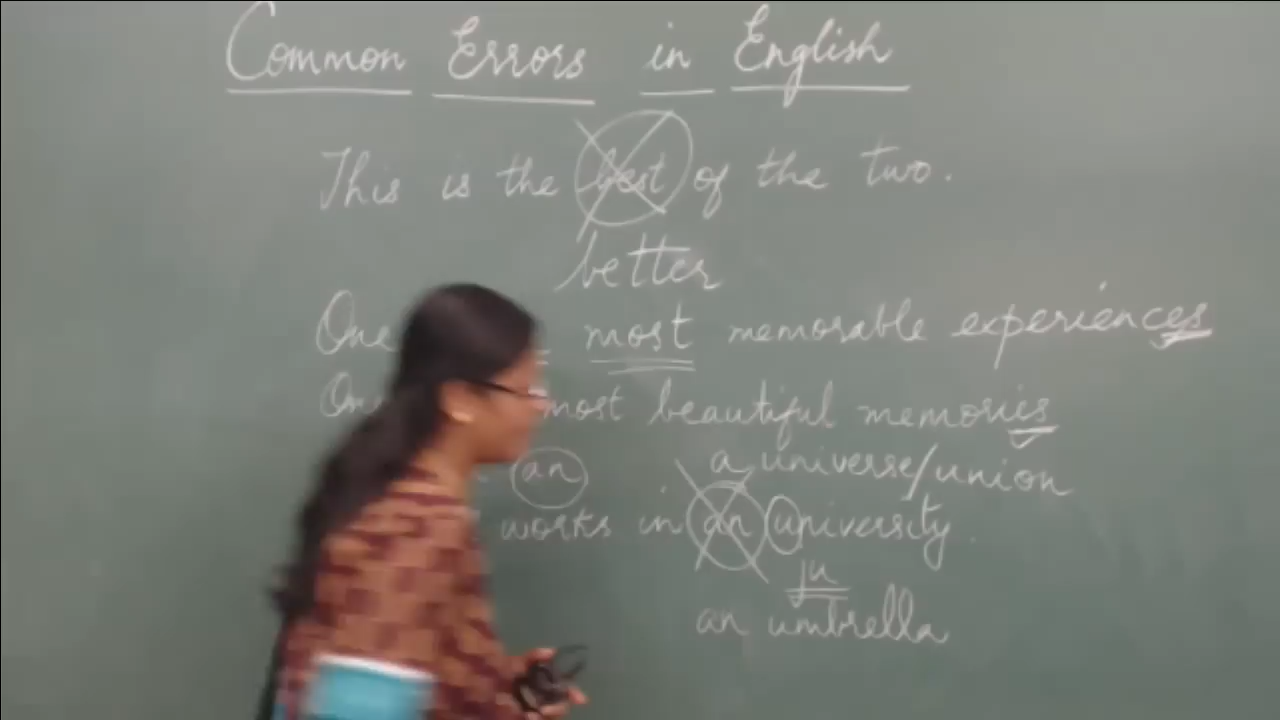 Common Errors in English
This is the best of the two.
better
One most memorable experiences
most beautiful memories
an a universe/union
works in an university.
ju
an umbrella